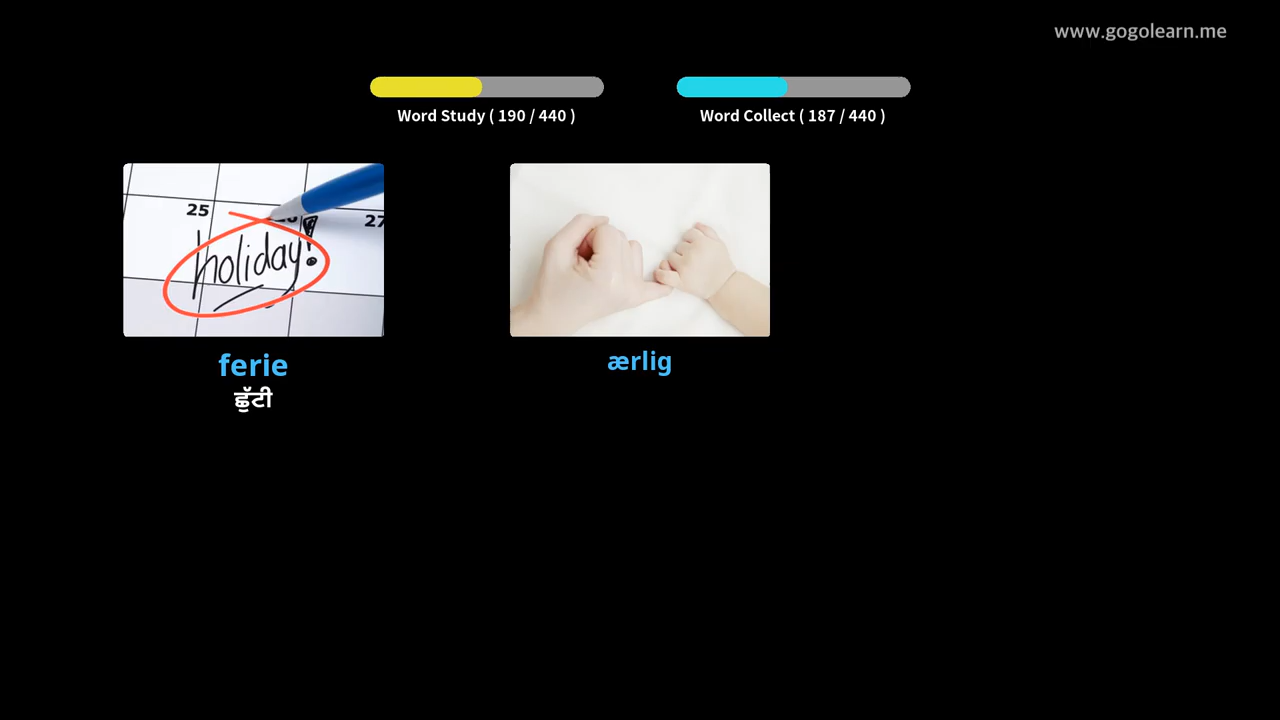 www.gogolearn.me
Word Study ( 190 / 440 )
Word Collect ( 187 / 440 )
25
27
holiday!
ferie
ਛੁੱਟੀ
ærlig